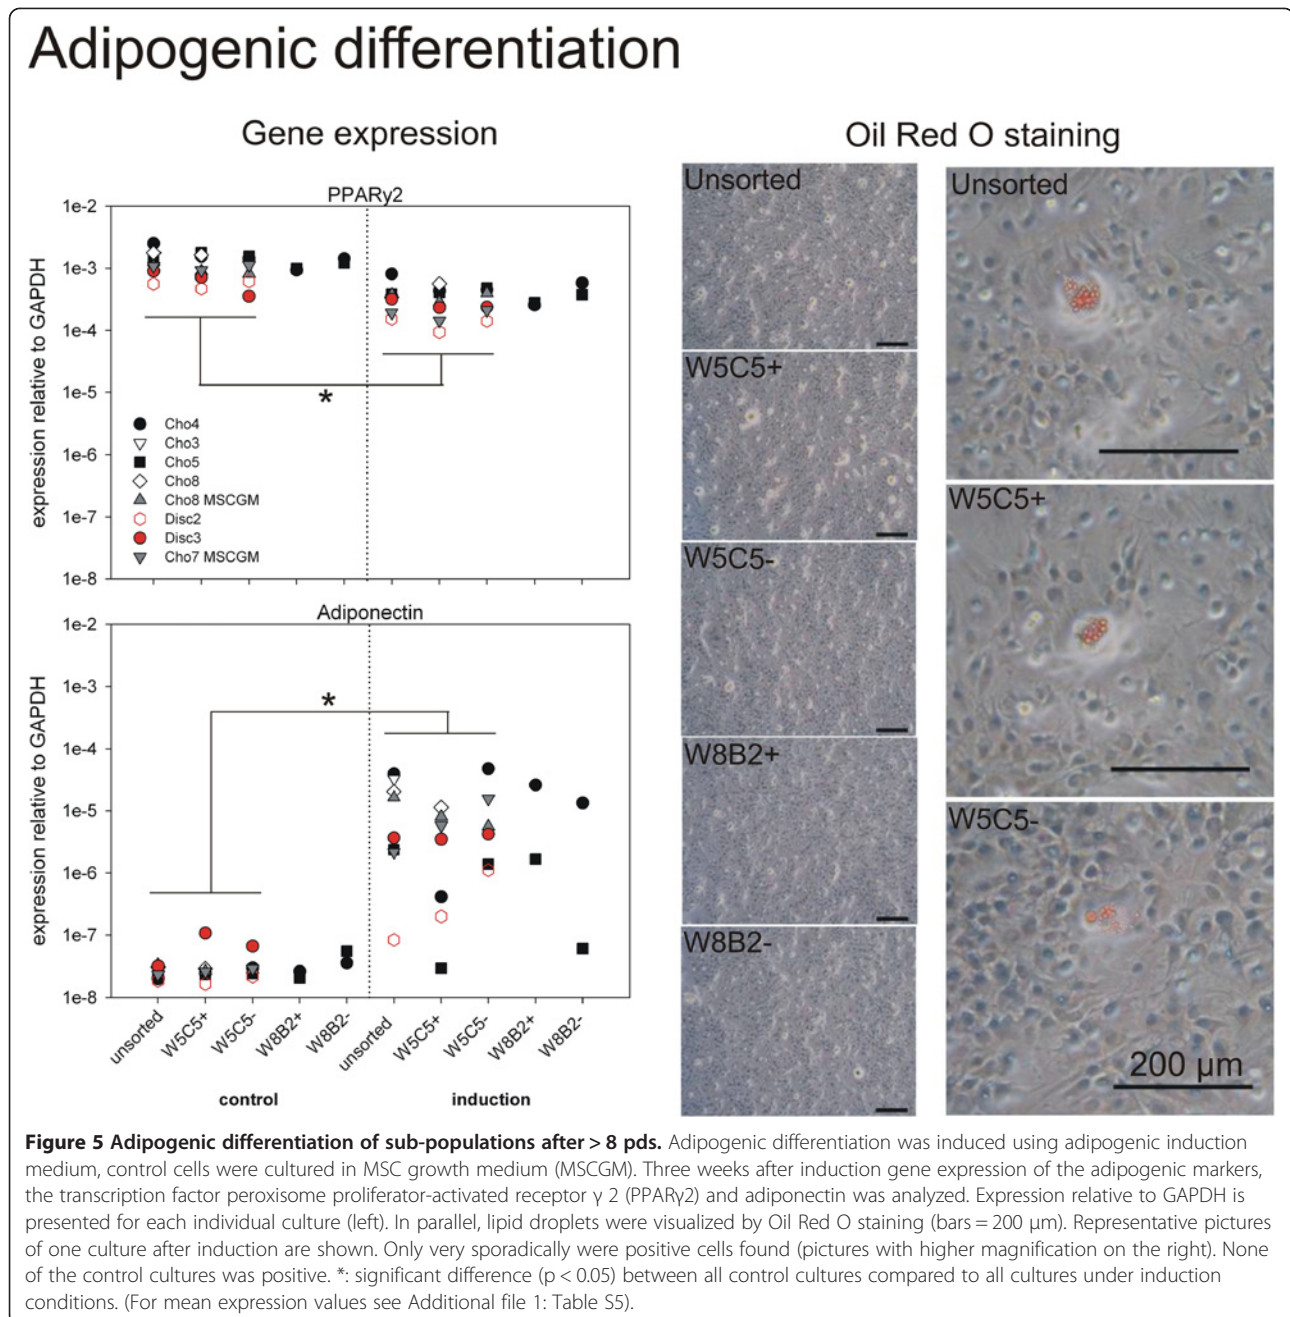 Adipogenic differentiation
Gene expression
PPARγ2
1e-2
1e-3
1e-4
1e-5
1e-6
1e-7
1e-8
expression relative to GAPDH
*
Cho4
Cho3
Cho5
Cho8
Cho8 MSCGM
Disc2
Disc3
Cho7 MSCGM
Adiponectin
1e-2
1e-3
1e-4
1e-5
1e-6
1e-7
1e-8
expression relative to GAPDH
*
unsorted
W5C5+
W5C5-
W8B2+
W8B2-
unsorted
W5C5+
W5C5-
W8B2+
W8B2-
control
induction
Oil Red O staining
Unsorted
W5C5+
W5C5-
W8B2+
W8B2-
Unsorted
W5C5+
W5C5-
200 µm
Figure 5 Adipogenic differentiation of sub-populations after > 8 pds. Adipogenic differentiation was induced using adipogenic induction
medium, control cells were cultured in MSC growth medium (MSCGM). Three weeks after induction gene expression of the adipogenic markers,
the transcription factor peroxisome proliferator-activated receptor γ 2 (PPARγ2) and adiponectin was analyzed. Expression relative to GAPDH is
presented for each individual culture (left). In parallel, lipid droplets were visualized by Oil Red O staining (bars = 200 µm). Representative pictures
of one culture after induction are shown. Only very sporadically were positive cells found (pictures with higher magnification on the right). None
of the control cultures was positive. *: significant difference (p < 0.05) between all control cultures compared to all cultures under induction
conditions. (For mean expression values see Additional file 1: Table S5).